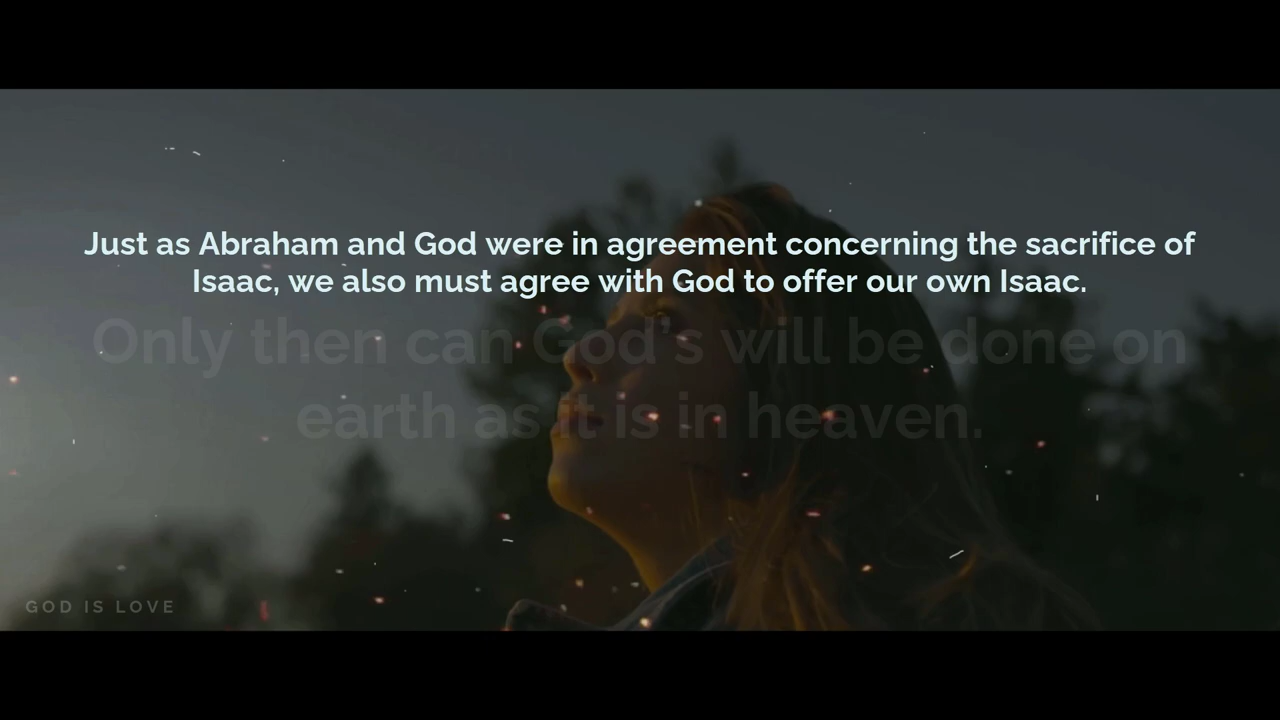 Just as Abraham and God were in agreement concerning the sacrifice of
Isaac, we also must agree with God to offer our own Isaac.
Only then can God's will be done on
earth as it is in heaven.
GOD IS LOVE